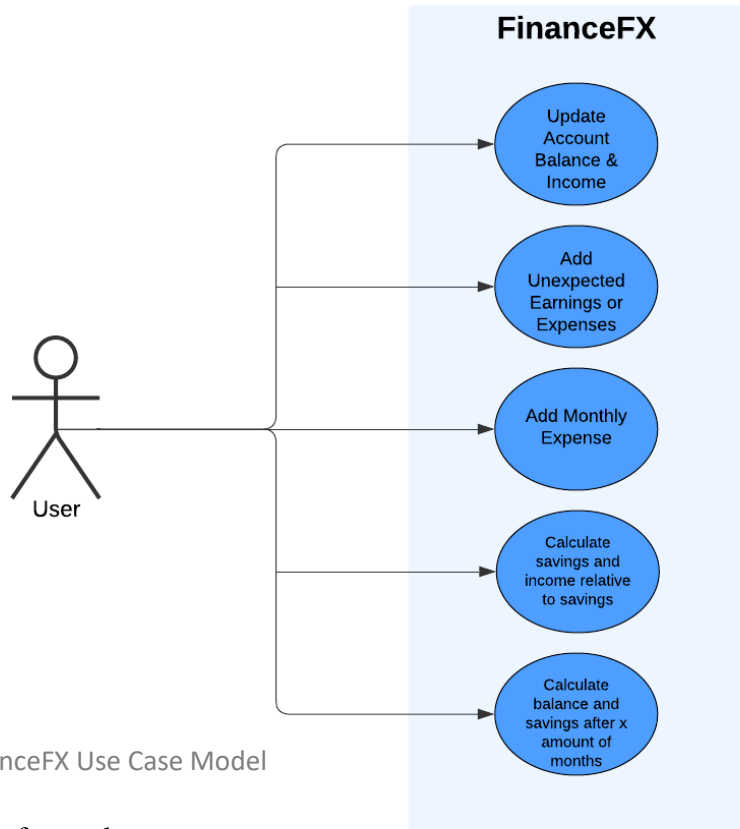 FinanceFX
Update
Account
Balance &
Income
Add
Unexpected
Earnings or
Expenses
Add Monthly
Expense
User
Calculate
savings and
income relative
to savings
Calculate
balance and
savings after x
amount of
months
nceFX Use Case Model